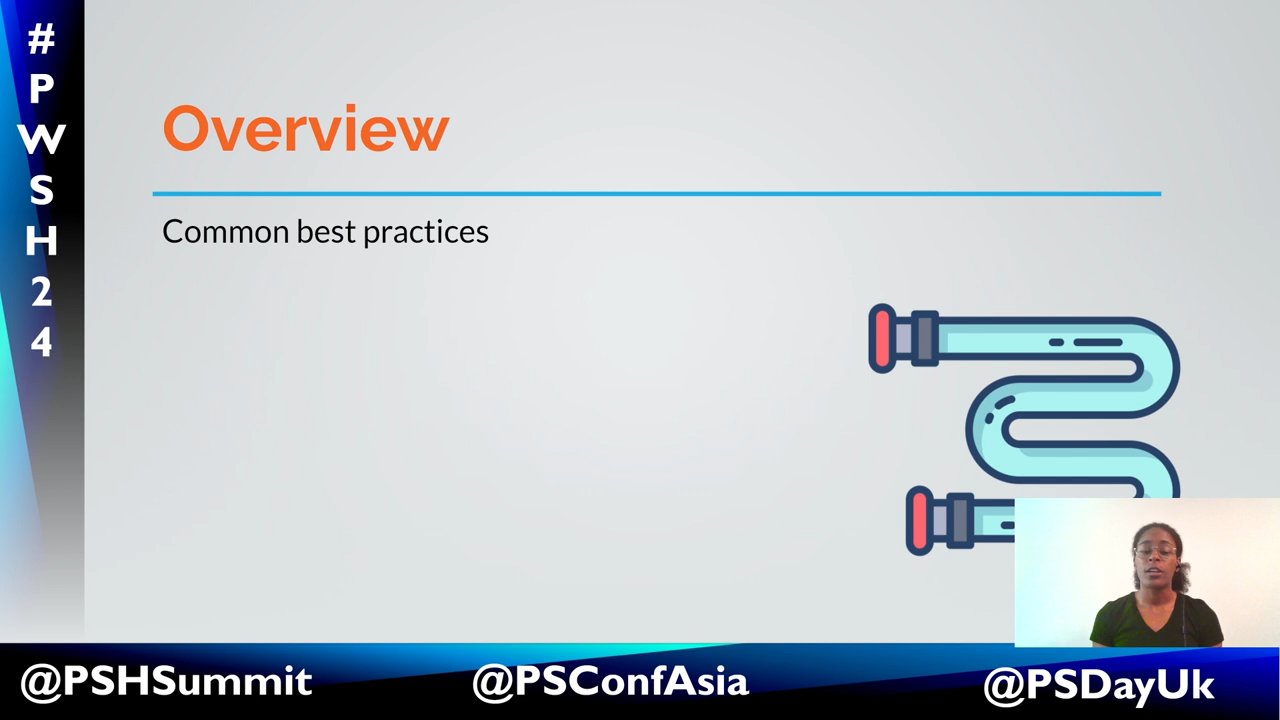 #
P
W
S
H
2
4
Overview
Common best practices
@PSHSummit
@PSConfAsia
@PSDayUk